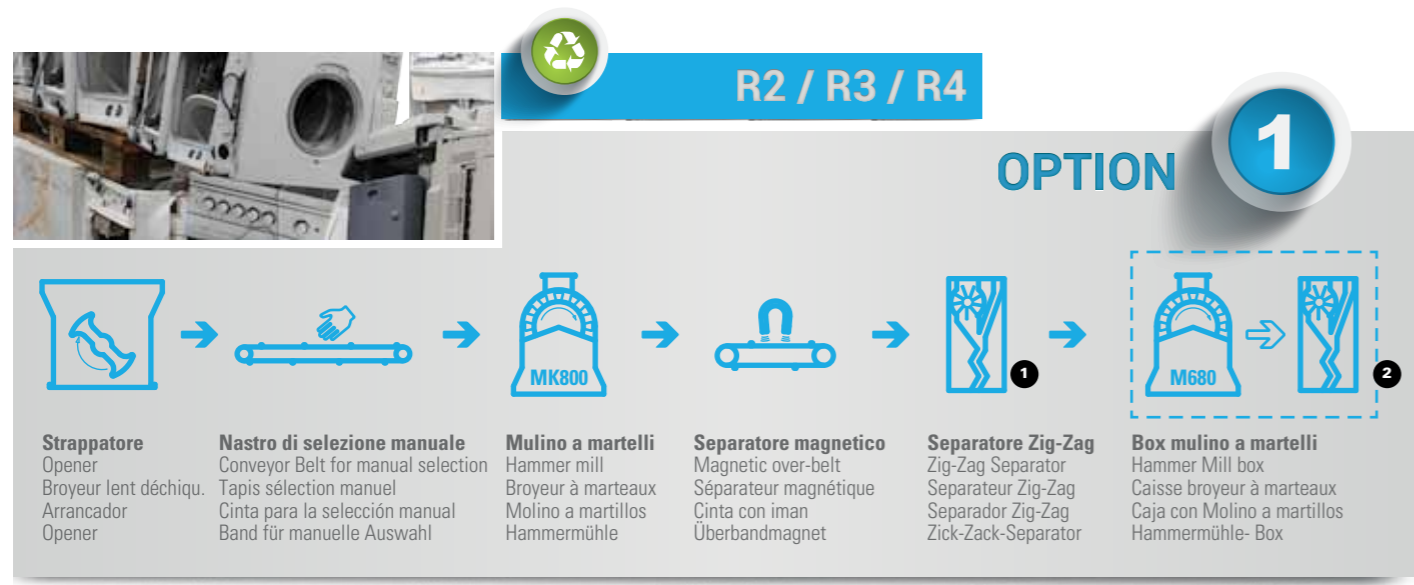 R2 / R3 / R4
OPTION
1
MK800
1
M680
2
Strappatore
Opener
Broyeur lent déchiqu.
Arrancador
Opener
Nastro di selezione manuale
Conveyor Belt for manual selection
Tapis sélection manuel
Cinta para la selección manual
Band für manuelle Auswahl
Mulino a martelli
Hammer mill
Broyeur à marteaux
Molino a martillos
Hammermühle
Separatore magnetico
Magnetic over-belt
Séparateur magnétique
Cinta con iman
Überbandmagnet
Separatore Zig-Zag
Zig-Zag Separator
Separateur Zig-Zag
Separador Zig-Zag
Zick-Zack-Separator
Box mulino a martelli
Hammer Mill box
Caisse broyeur à marteaux
Caja con Molino a martillos
Hammermühle- Box